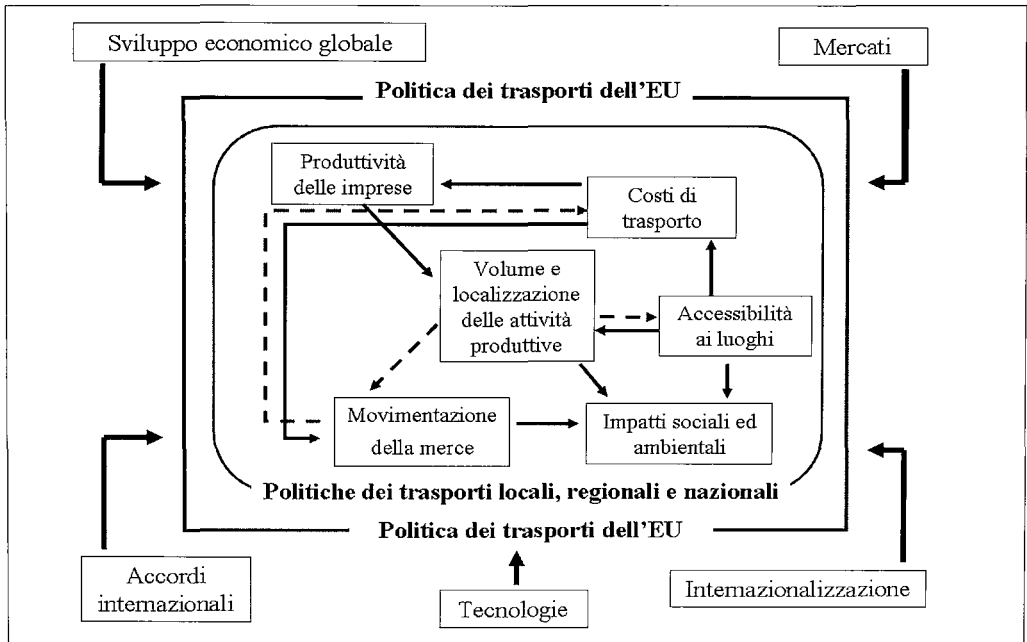 Sviluppo economico globale
Mercati
Politica dei trasporti dell'EU
Produttività
delle imprese
Costi di
trasporto
Volume e
localizzazione
delle attività
produttive
Accessibilità
ai luoghi
Movimentazione
della merce
Impatti sociali ed
ambientali
Politiche dei trasporti locali, regionali e nazionali
Politica dei trasporti dell'EU
Accordi
internazionali
Tecnologie
Internazionalizzazione